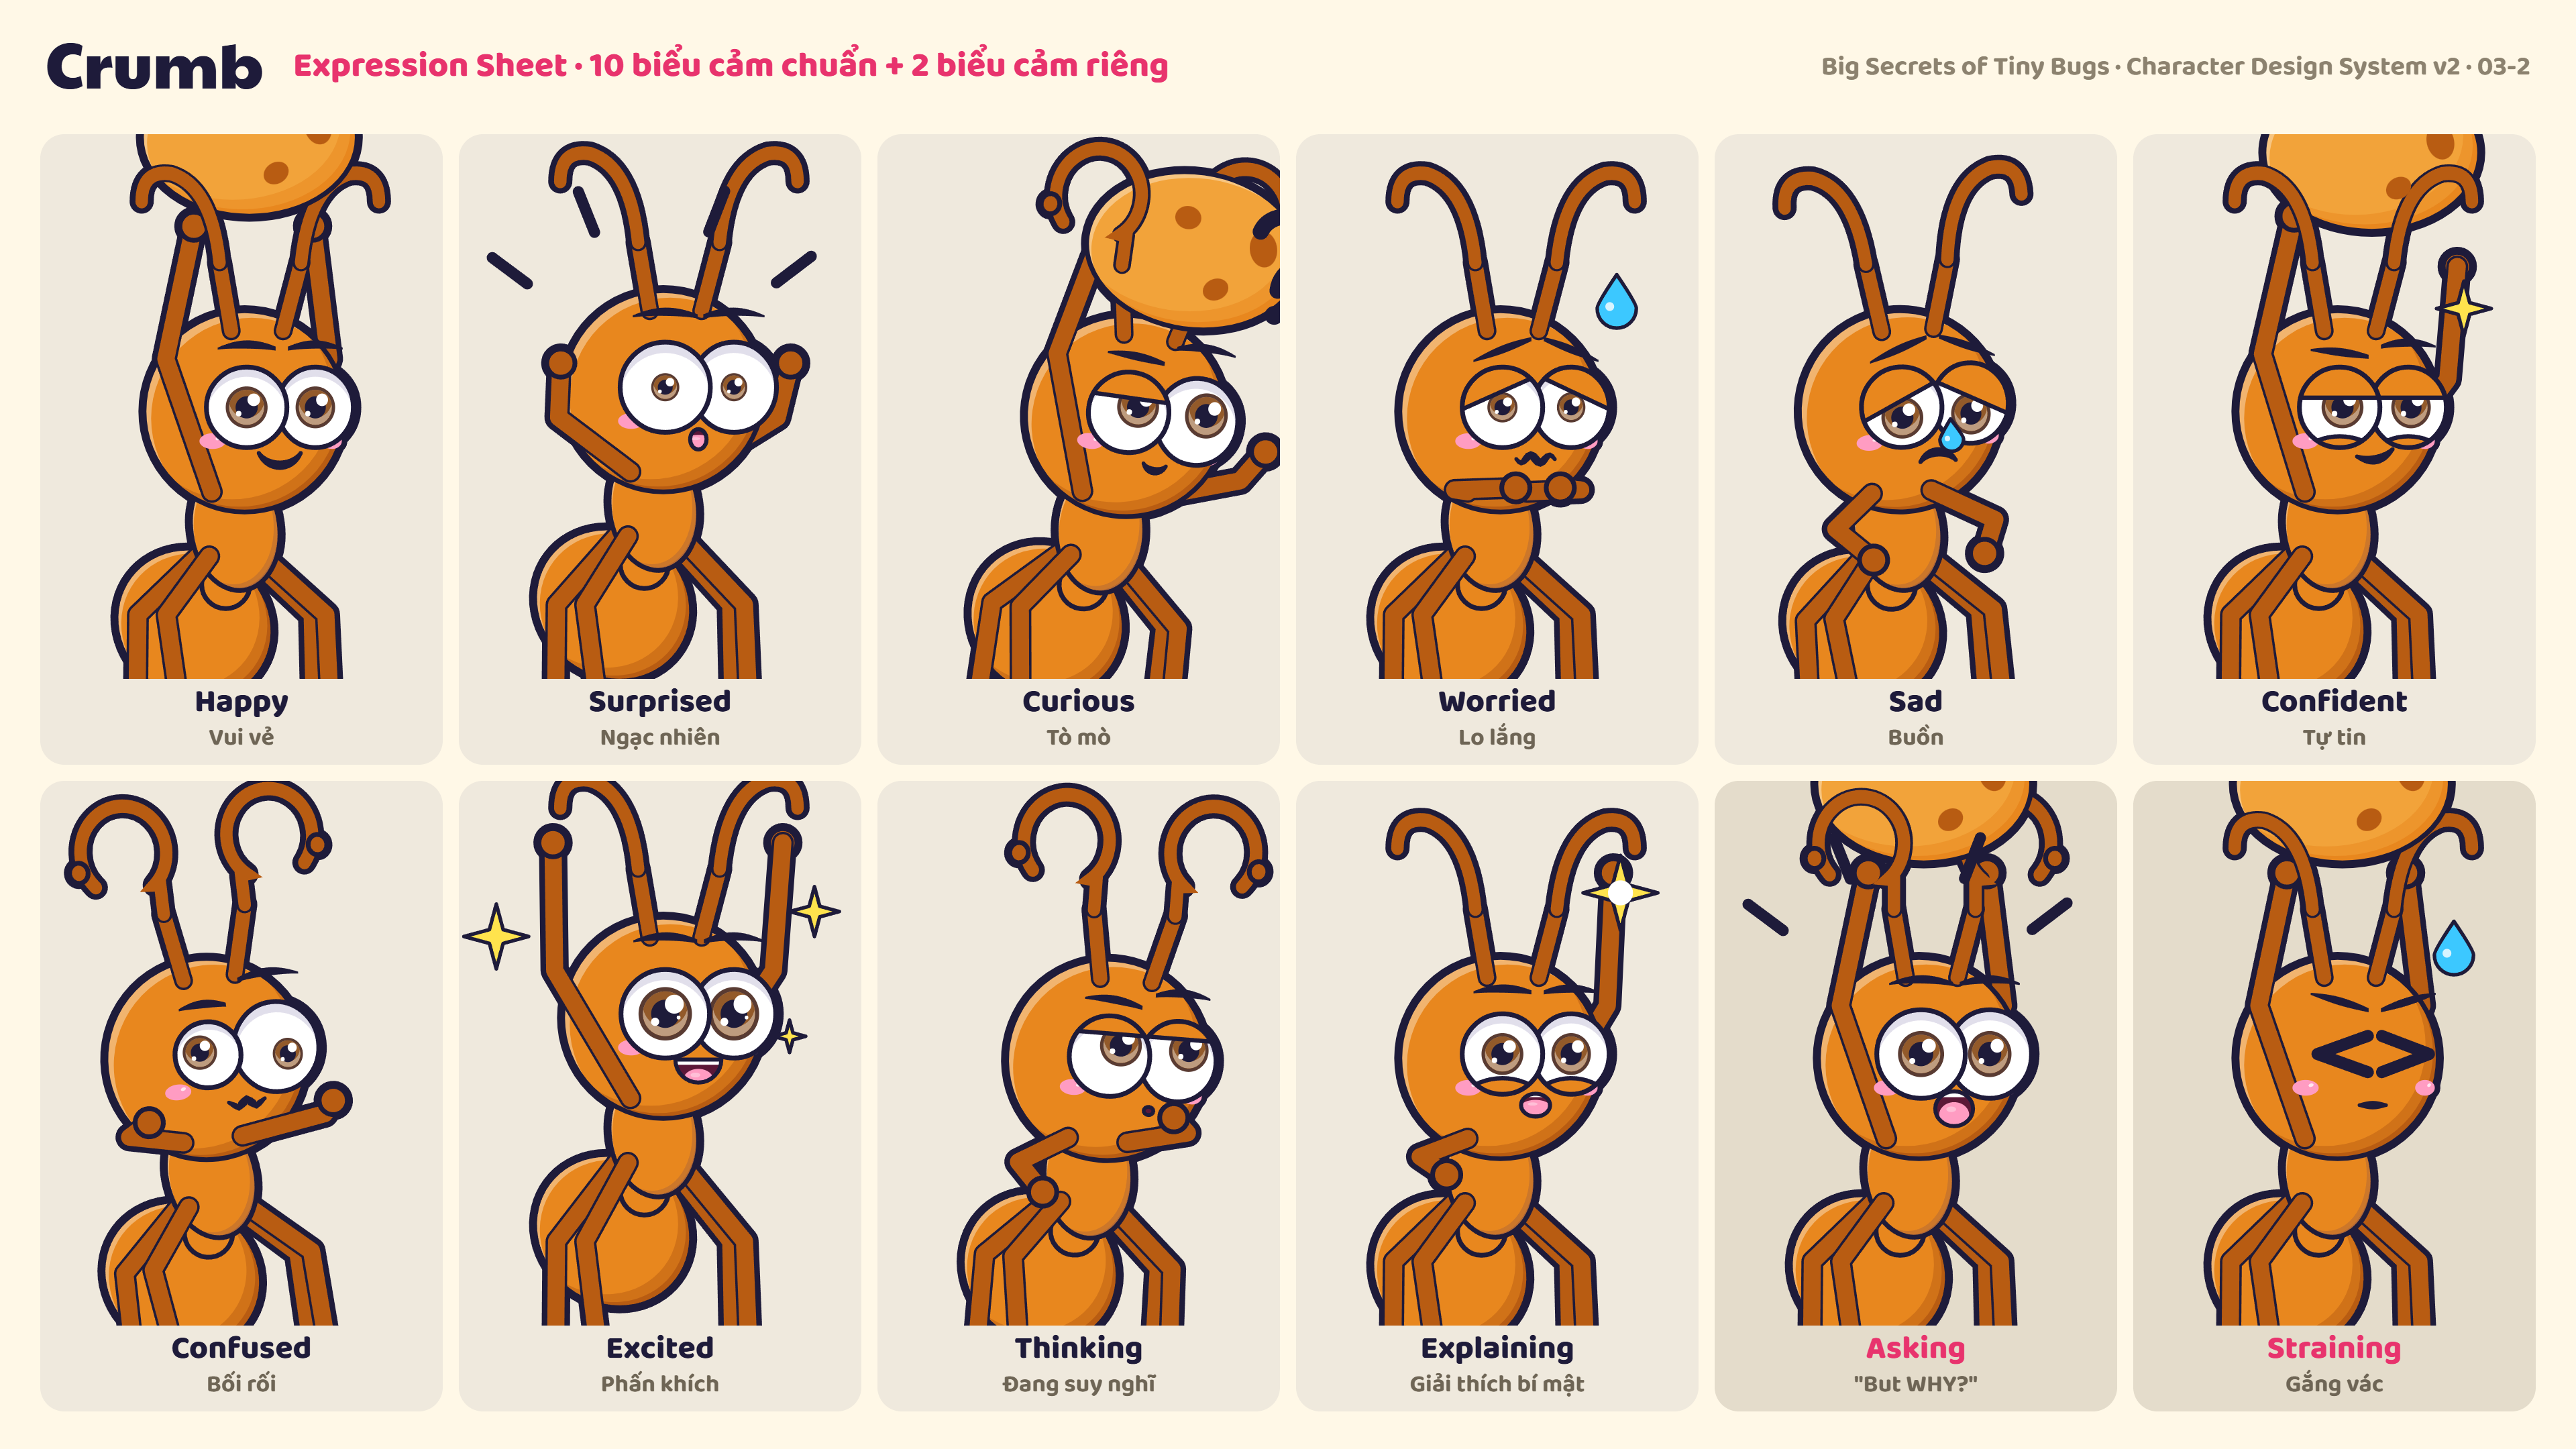 Crumb
Expression Sheet · 10 biểu cảm chuẩn + 2 biểu cảm riêng
Big Secrets of Tiny Bugs · Character Design System v2 · 03-2
Happy
Vui vẻ
Surprised
Ngạc nhiên
Curious
Tò mò
Worried
Lo lắng
Sad
Buồn
Confident
Tự tin
Confused
Bối rối
Excited
Phấn khích
Thinking
Đang suy nghĩ
Explaining
Giải thích bí mật
Asking
"But WHY?"
Straining
Gắng vác